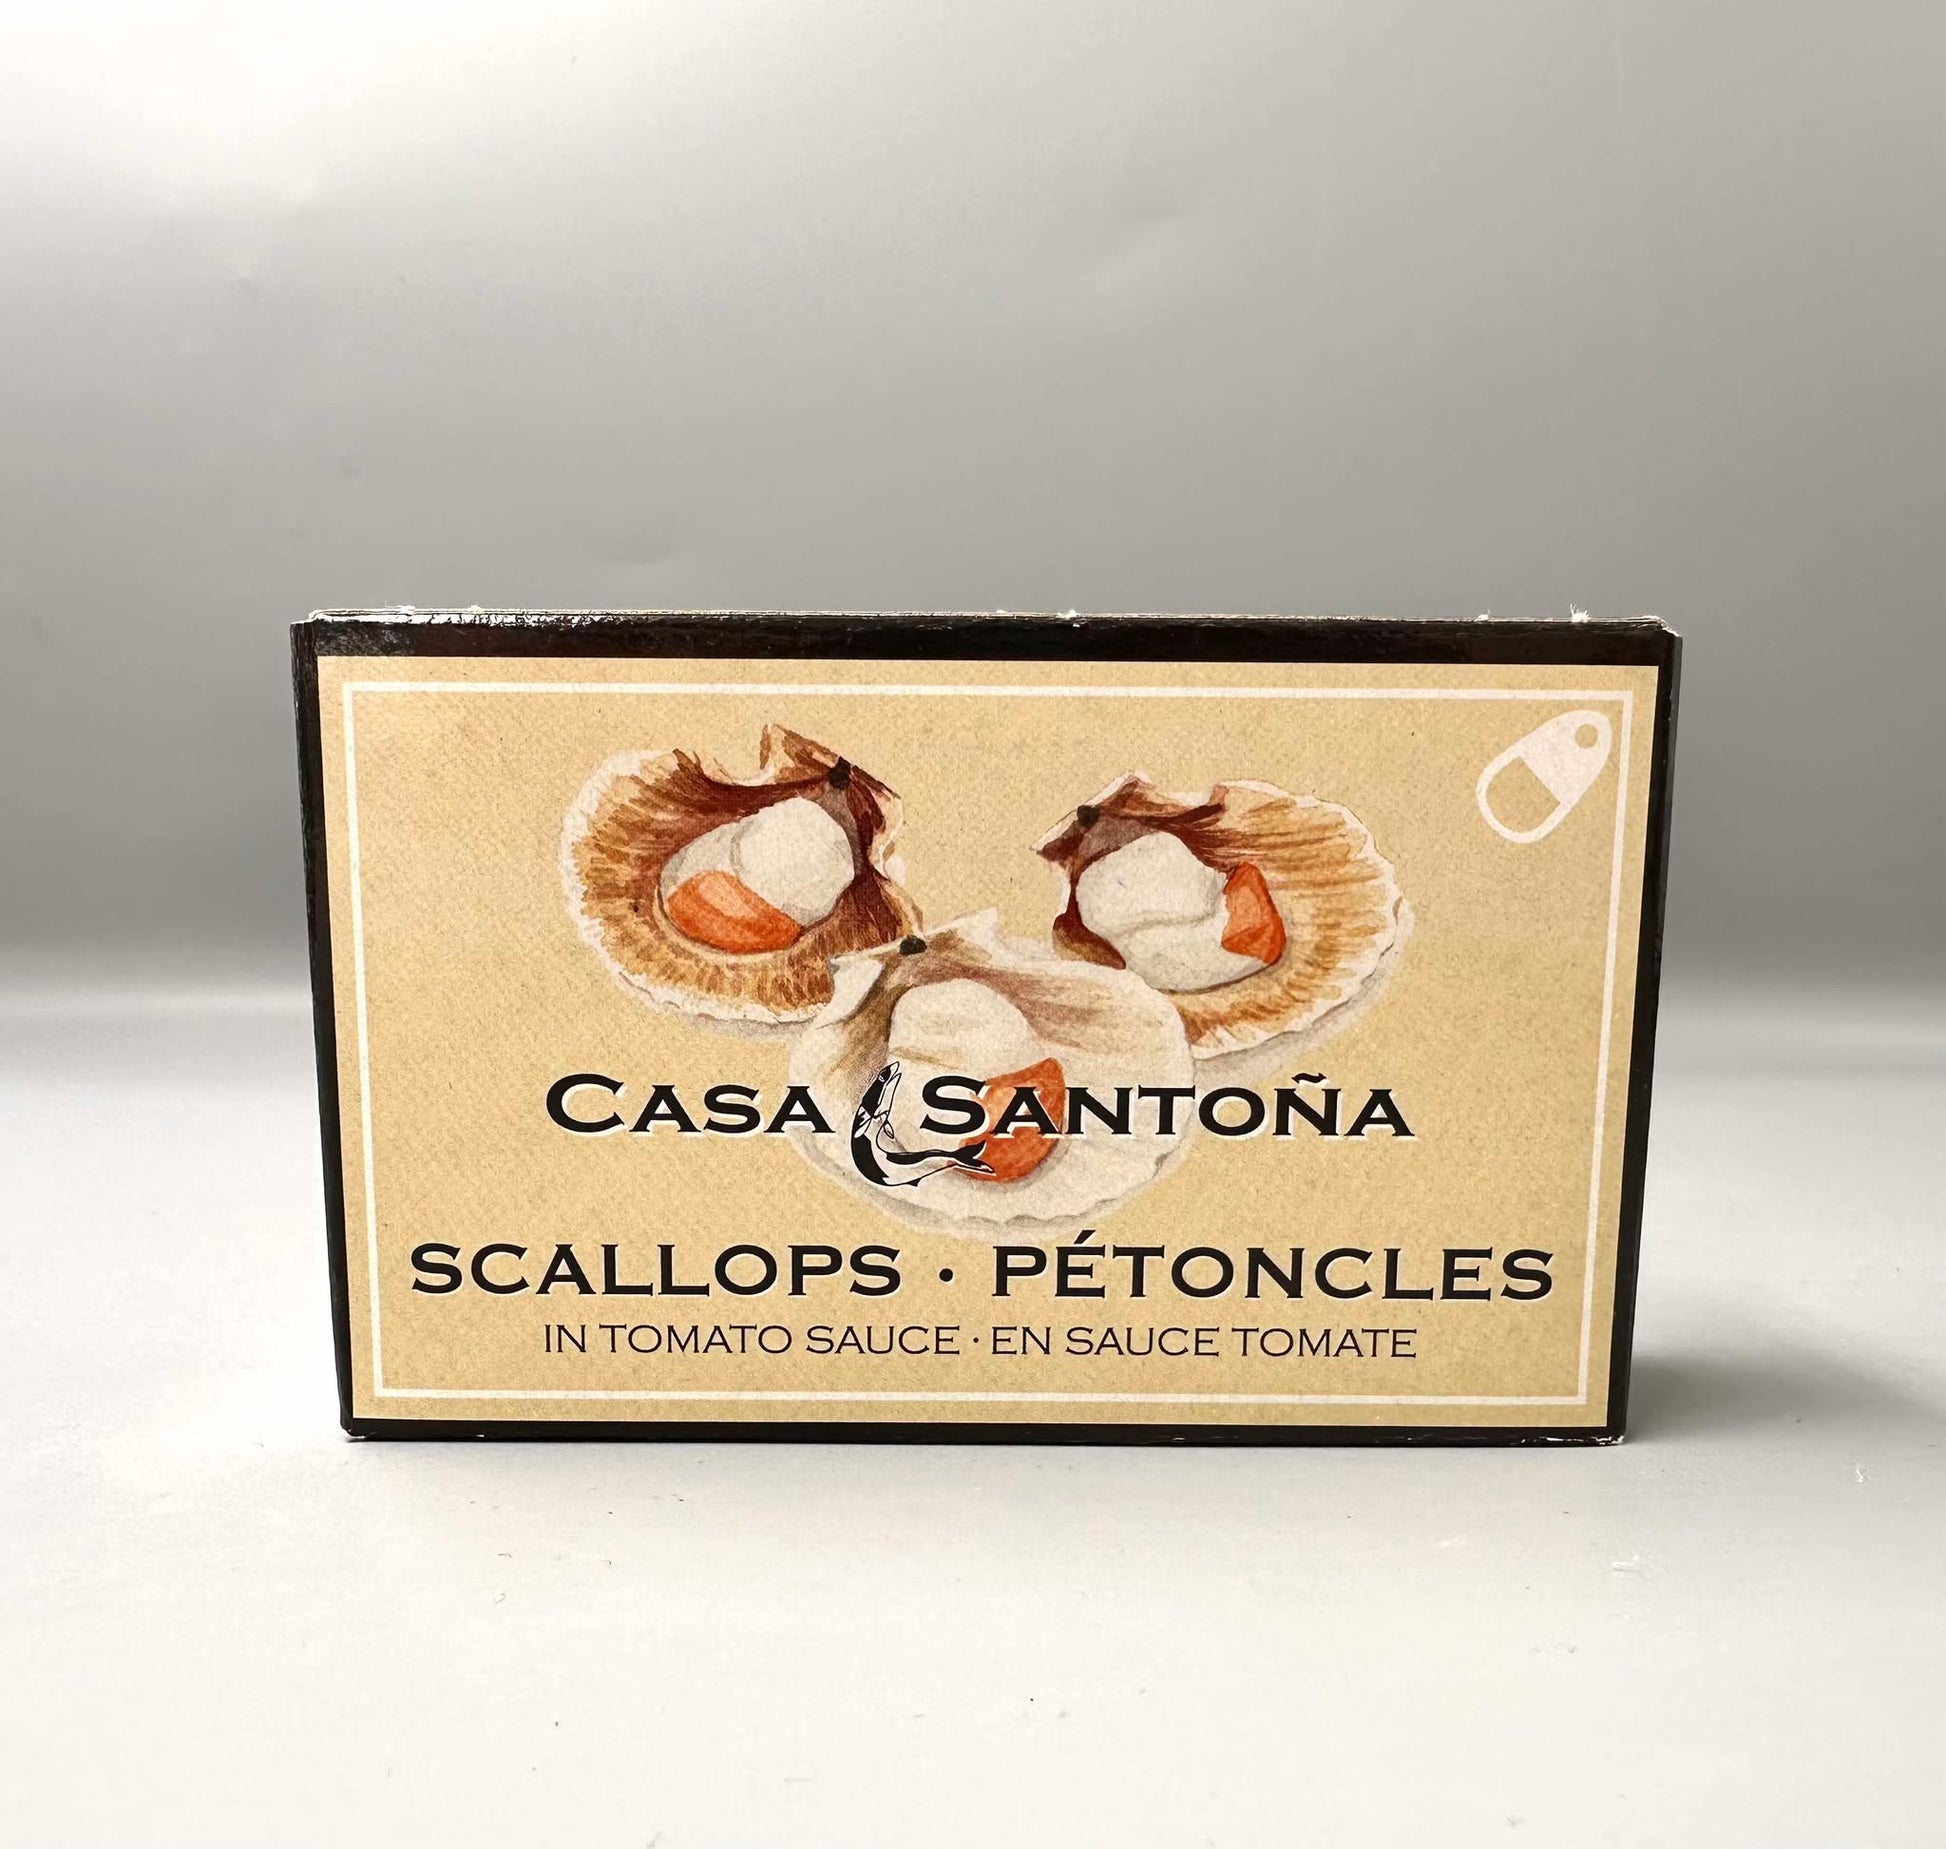 CASA SANTOÑA
SCALLOPS · PÉTONCLES
IN TOMATO SAUCE · EN SAUCE TOMATE